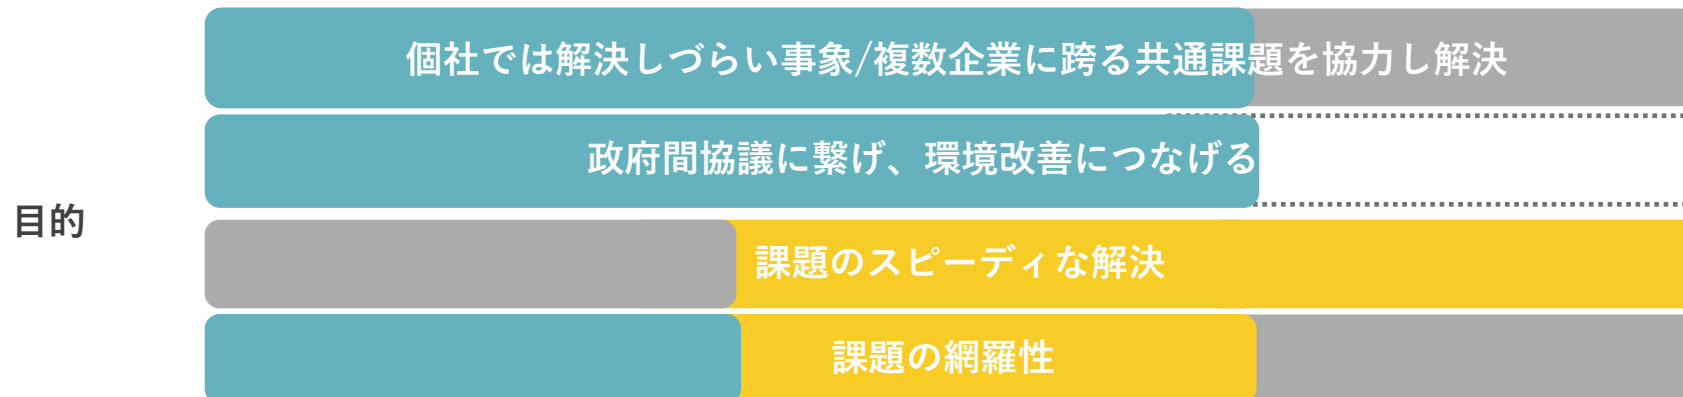 個社では解決しづらい事象/複数企業に跨る共通課題を協力し解決
政府間協議に繋げ、環境改善につなげる
目的
課題のスピーディな解決
課題の網羅性